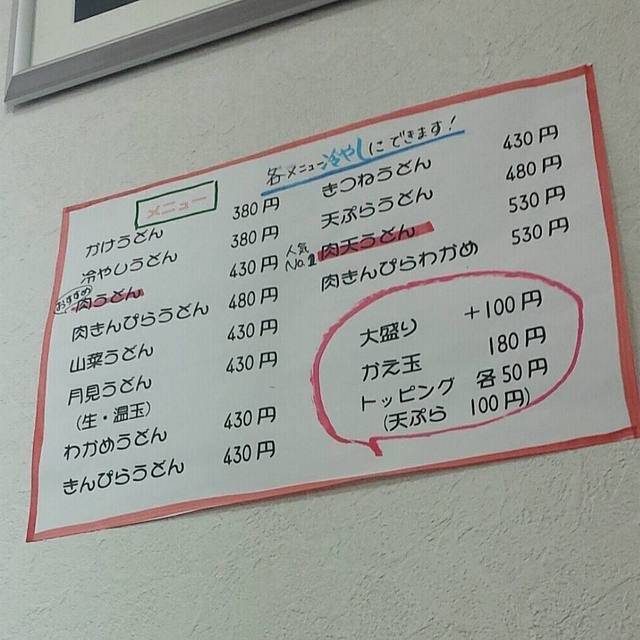 各メニュー冷やしにできます!
メニュー
かけうどん 380円
冷やしうどん 380円
おすすめ
肉うどん 430円
肉きんぴらうどん 480円
山菜うどん 430円
月見うどん 430円
(生・温玉)
わかめうどん 430円
きんぴらうどん 430円
きつねうどん 430円
天ぷらうどん 480円
人気No.1
肉天うどん 530円
肉きんぴらわかめ 530円
大盛り +100円
かえ玉 180円
トッピング 各50円
(天ぷら 100円)